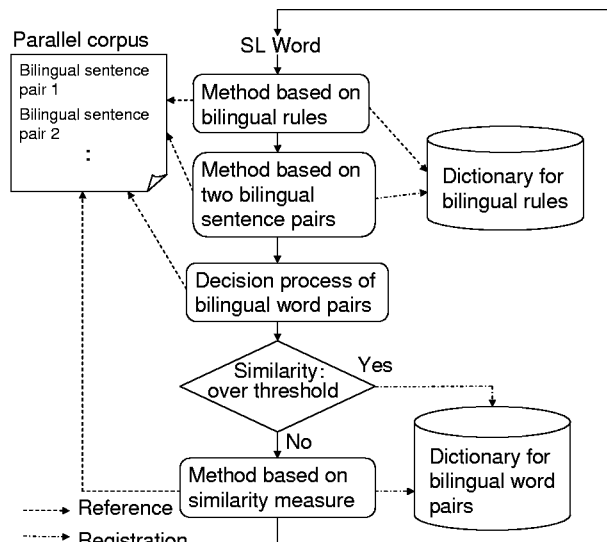 Parallel corpus
Bilingual sentence
pair 1
Bilingual sentence
pair 2
:
SL Word
Method based on
bilingual rules
Method based on
two bilingual
sentence pairs
Dictionary for
bilingual rules
Decision process of
bilingual word pairs
Similarity:
over threshold
Yes
No
Method based on
similarity measure
Dictionary for
bilingual word
pairs
Reference
Registration